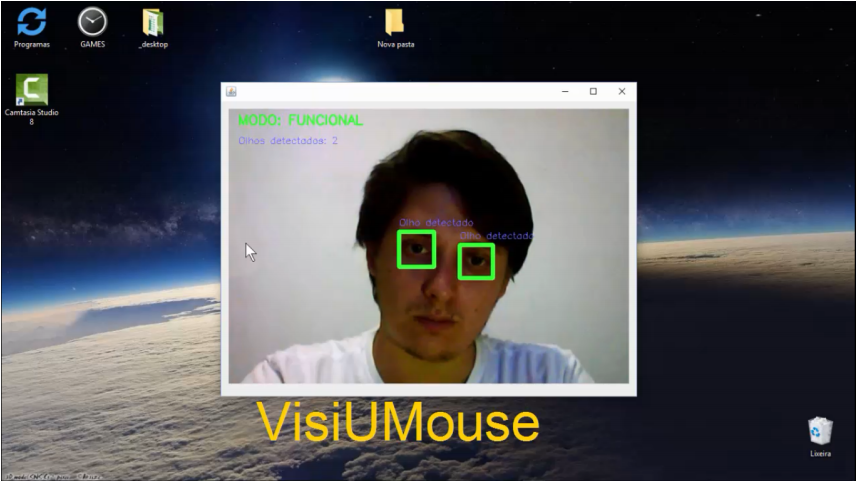 Programas
GAMES
_desktop
Nova pasta
Camtasia Studio
8
MODO: FUNCIONAL
Olhos detectados: 2
Olho detectado
Olho detectado
VisiUMouse
Lixeira